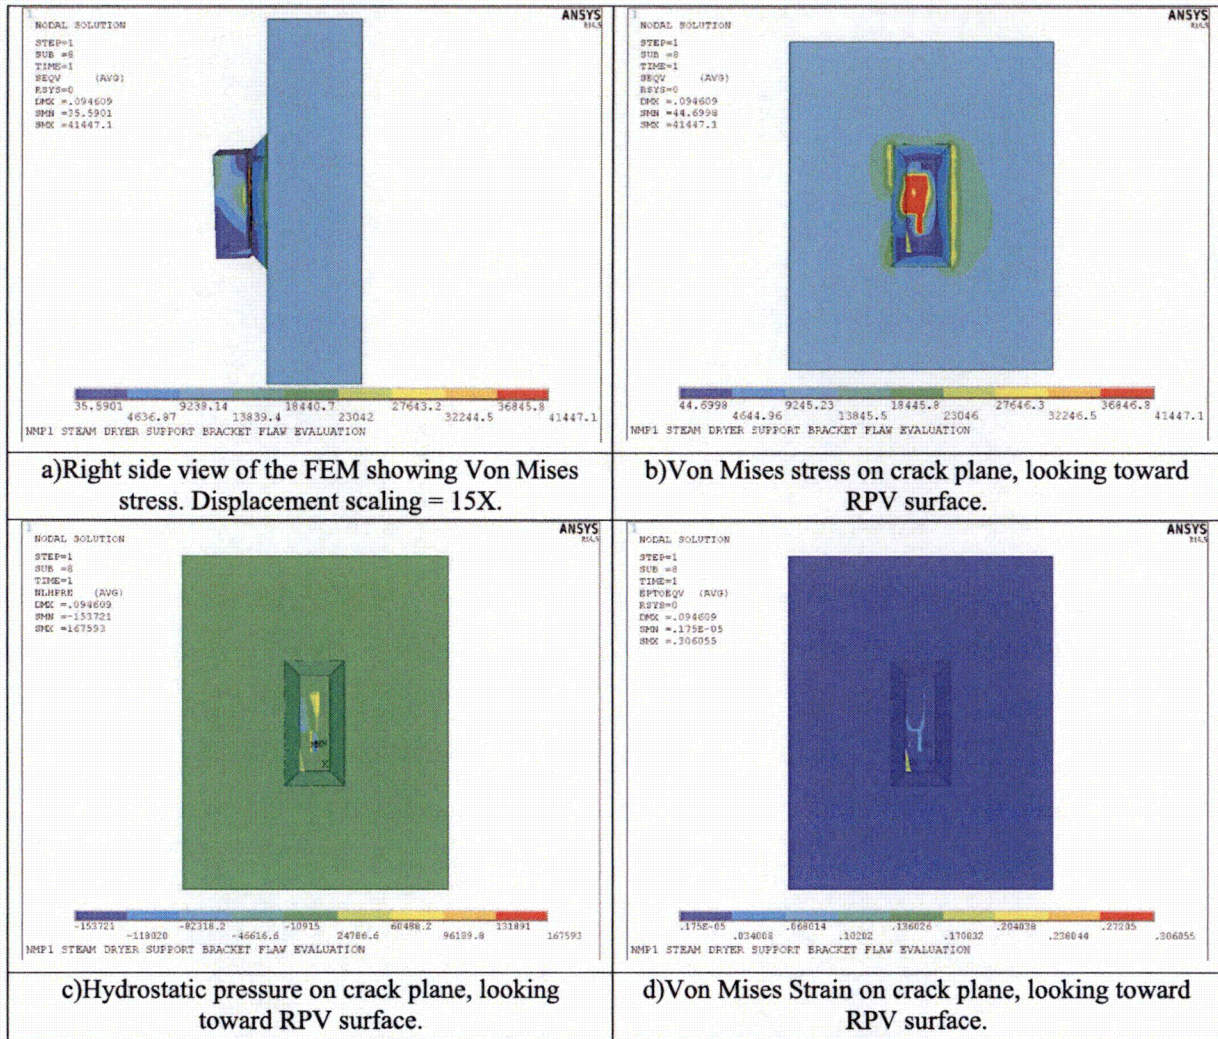 1
NODAL SOLUTION
STEP=1
SUB =8
TIME=1
SEQV (AVG)
RSYS=0
DMX =.094609
SMN =35.5901
SMX =41447.1
ANSYS
35.5901 9238.14 18440.7 27643.2 36845.8
4636.87 13839.4 23042 32244.5 41447.1
NMP1 STEAM DRYER SUPPORT BRACKET FLAW EVALUATION
a)Right side view of the FEM showing Von Mises
stress. Displacement scaling = 15X.
1
NODAL SOLUTION
STEP=1
SUB =8
TIME=1
SEQV (AVG)
RSYS=0
DMX =.094609
SMN =44.6998
SMX =41447.1
ANSYS
44.6998 9245.23 18445.8 27646.3 36846.8
4644.96 13845.5 23046 32246.5 41447.1
NMP1 STEAM DRYER SUPPORT BRACKET FLAW EVALUATION
b)Von Mises stress on crack plane, looking toward
RPV surface.
1
NODAL SOLUTION
STEP=1
SUB =8
TIME=1
NLHPRE (AVG)
DMX =.094609
SMN =-153721
SMX =167593
ANSYS
-153721 -82318.2 -10915 60488.2 131891
-118020 -46616.6 24786.6 96189.8 167593
NMP1 STEAM DRYER SUPPORT BRACKET FLAW EVALUATION
c)Hydrostatic pressure on crack plane, looking
toward RPV surface.
1
NODAL SOLUTION
STEP=1
SUB =8
TIME=1
EPTOEQV (AVG)
RSYS=0
DMX =.094609
SMN =.175E-05
SMX =.306055
ANSYS
.175E-05 .068014 .136026 .204038 .27205
.034008 .10202 .170032 .238044 .306055
NMP1 STEAM DRYER SUPPORT BRACKET FLAW EVALUATION
d)Von Mises Strain on crack plane, looking toward
RPV surface.